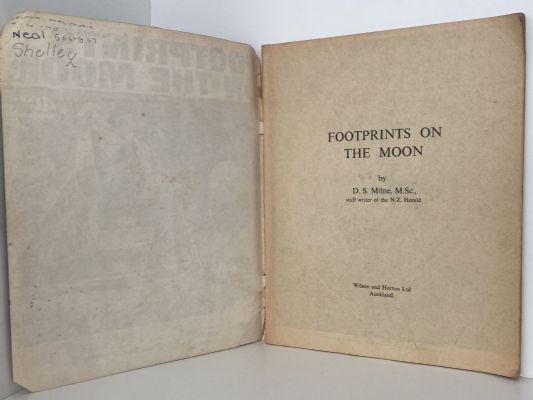 Neal 566837
Shelley
FOOTPRINTS ON
THE MOON
by
D. S. Milne, M.Sc.,
staff writer of the N.Z. Herald
Wilson and Horton Ltd
Auckland.